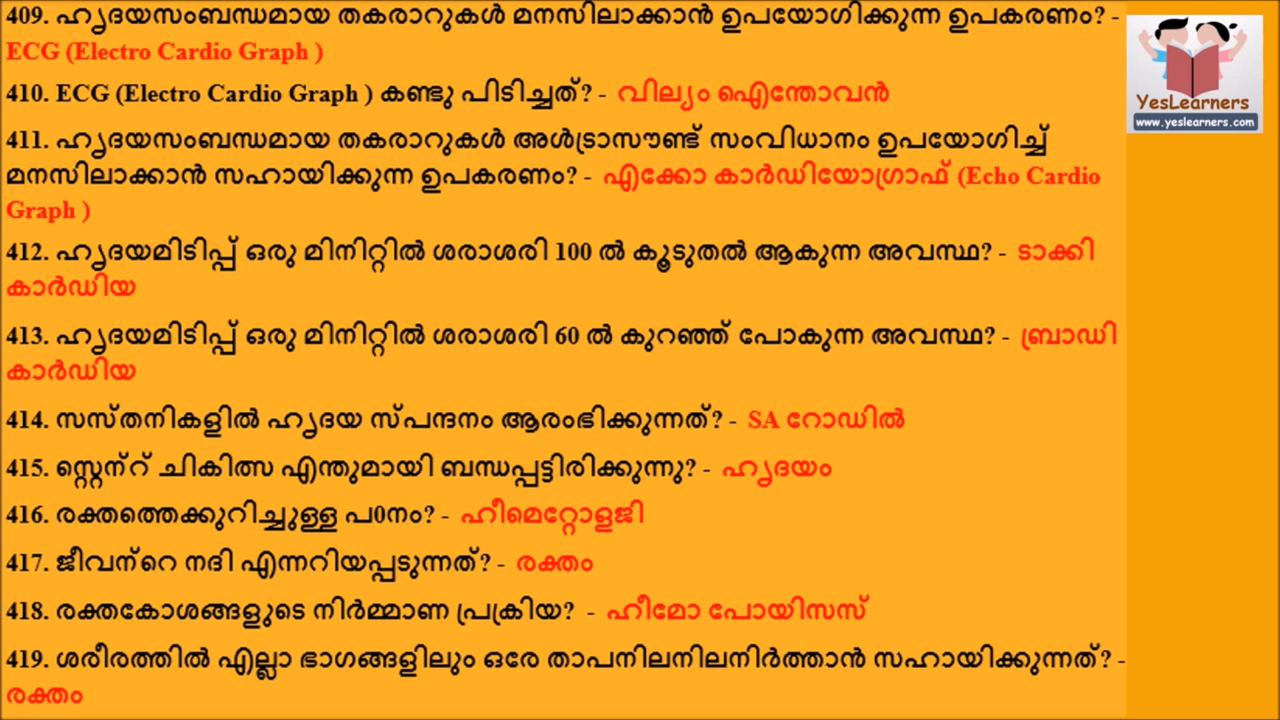 409. ഹൃദയസംബന്ധമായ തകരാറുകൾ മനസിലാക്കാൻ ഉപയോഗിക്കുന്ന ഉപകരണം? -
ECG (Electro Cardio Graph )
410. ECG (Electro Cardio Graph ) കണ്ടു പിടിച്ചത്? - വില്യം ഐന്തോവൻ
411. ഹൃദയസംബന്ധമായ തകരാറുകൾ അൾട്രാസൗണ്ട് സംവിധാനം ഉപയോഗിച്ച്
മനസിലാക്കാൻ സഹായിക്കുന്ന ഉപകരണം? - എക്കോ കാർഡിയോഗ്രാഫ് (Echo Cardio
Graph )
412. ഹൃദയമിടിപ്പ് ഒരു മിനിറ്റിൽ ശരാശരി 100 ൽ കൂടുതൽ ആകുന്ന അവസ്ഥ? - ടാക്കി
കാർഡിയ
413. ഹൃദയമിടിപ്പ് ഒരു മിനിറ്റിൽ ശരാശരി 60 ൽ കുറഞ്ഞ് പോകുന്ന അവസ്ഥ? - ബ്രാഡി
കാർഡിയ
414. സസ്തനികളിൽ ഹൃദയ സ്പന്ദനം ആരംഭിക്കുന്നത്? - SA റോഡിൽ
415. സ്റ്റെന്റ് ചികിത്സ എന്തുമായി ബന്ധപ്പട്ടിരിക്കുന്നു? - ഹൃദയം
416. രക്തത്തെക്കുറിച്ചുള്ള പ0നം? - ഹീമെറ്റോളജി
417. ജീവന്റെ നദി എന്നറിയപ്പടുന്നത്? - രക്തം
418. രക്തകോശങ്ങളുടെ നിർമ്മാണ പ്രക്രിയ? - ഹീമോ പോയിസസ്
419. ശരീരത്തിൽ എല്ലാ ഭാഗങ്ങളിലും ഒരേ താപനിലനിലനിർത്താൻ സഹായിക്കുന്നത്? -
രക്തം
YesLearners
www.yeslearners.com